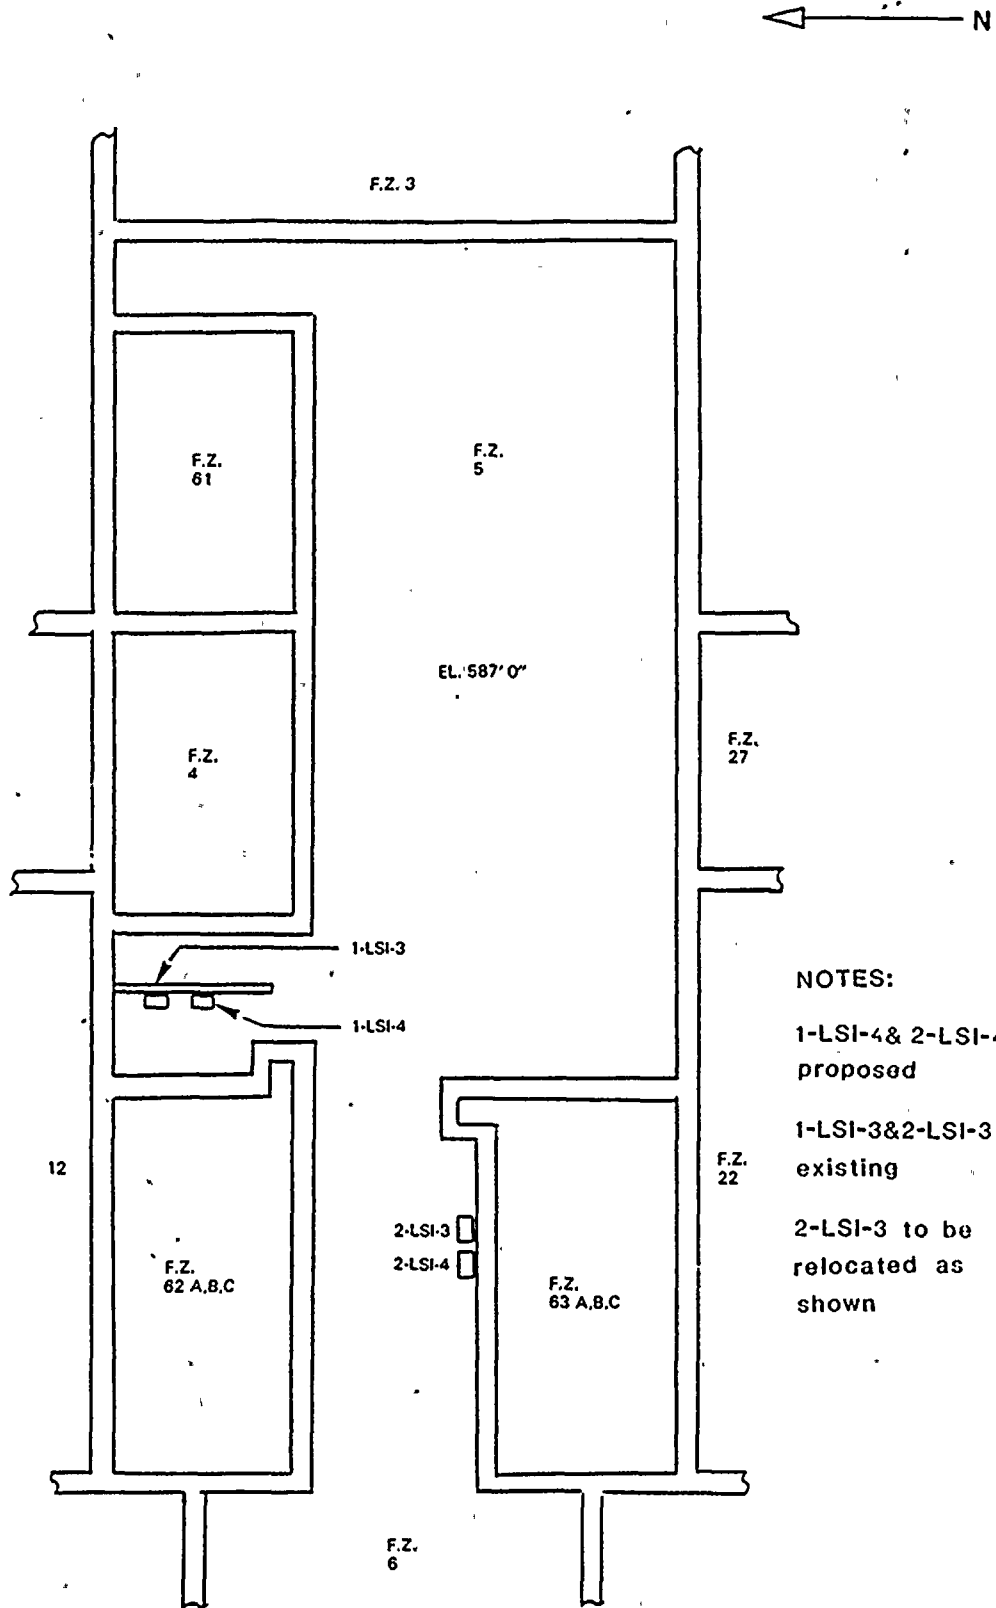 N
F.Z. 3
F.Z.
61
F.Z.
5
EL. 587' 0"
F.Z.
4
F.Z.
27
1-LSI-3
1-LSI-4
NOTES:
1-LSI-4& 2-LSI-4
proposed
1-LSI-3&2-LSI-3
existing
2-LSI-3 to be
relocated as
shown
12
F.Z.
22
2-LSI-3
2-LSI-4
F.Z.
62 A,B,C
F.Z.
63 A,B,C
F.Z.
6